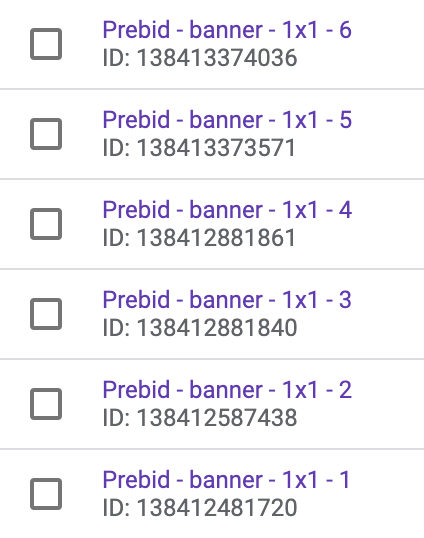 Prebid - banner - 1x1 - 6
ID: 138413374036
Prebid - banner - 1x1 - 5
ID: 138413373571
Prebid - banner - 1x1 - 4
ID: 138412881861
Prebid - banner - 1x1 - 3
ID: 138412881840
Prebid - banner - 1x1 - 2
ID: 138412587438
Prebid - banner - 1x1 - 1
ID: 138412481720